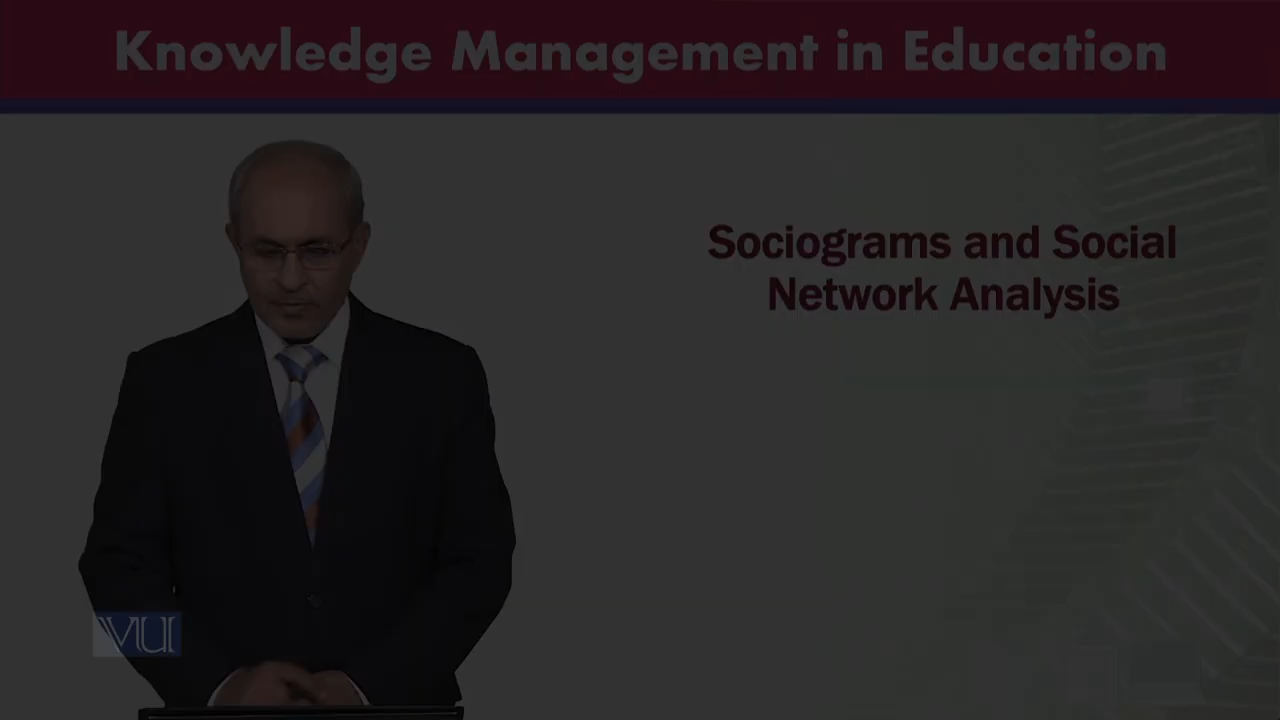 Knowledge Management in Education
Sociograms and Social
Network Analysis
VU